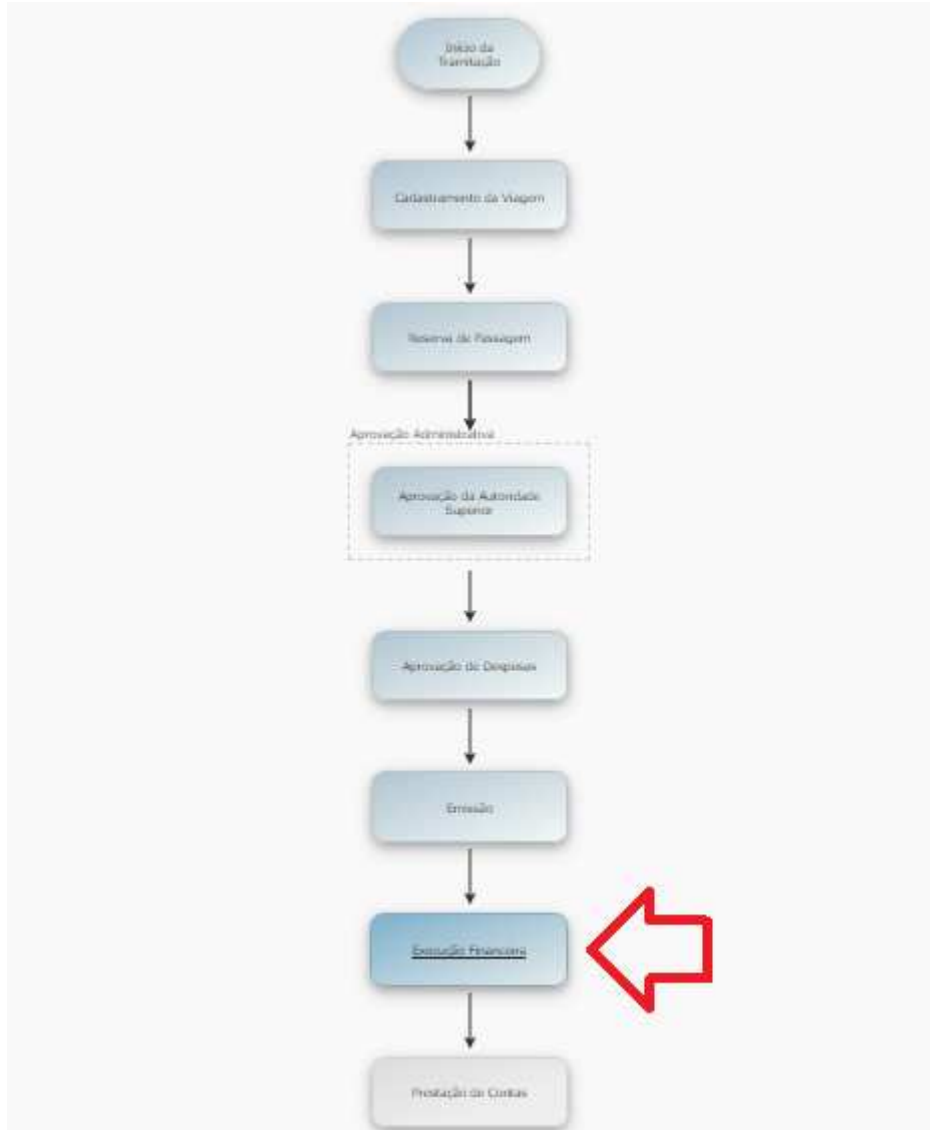 Início da
Tramitação
Cadastramento da Viagem
Reserva de Passagem
Aprovação Administrativa
Aprovação da Autoridade
Superior
Aprovação de Despesas
Emissão
Execução Financeira
Prestação de Contas